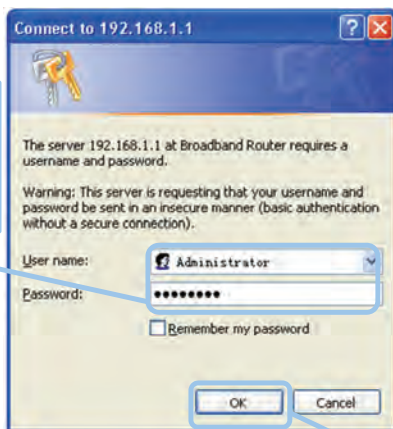 Connect to 192.168.1.1
The server 192.168.1.1 at Broadband Router requires a
username and password.
Warning: This server is requesting that your username and
password be sent in an insecure manner (basic authentication
without a secure connection).
User name:
Administrator
Password:
••••••••
Remember my password
OK
Cancel